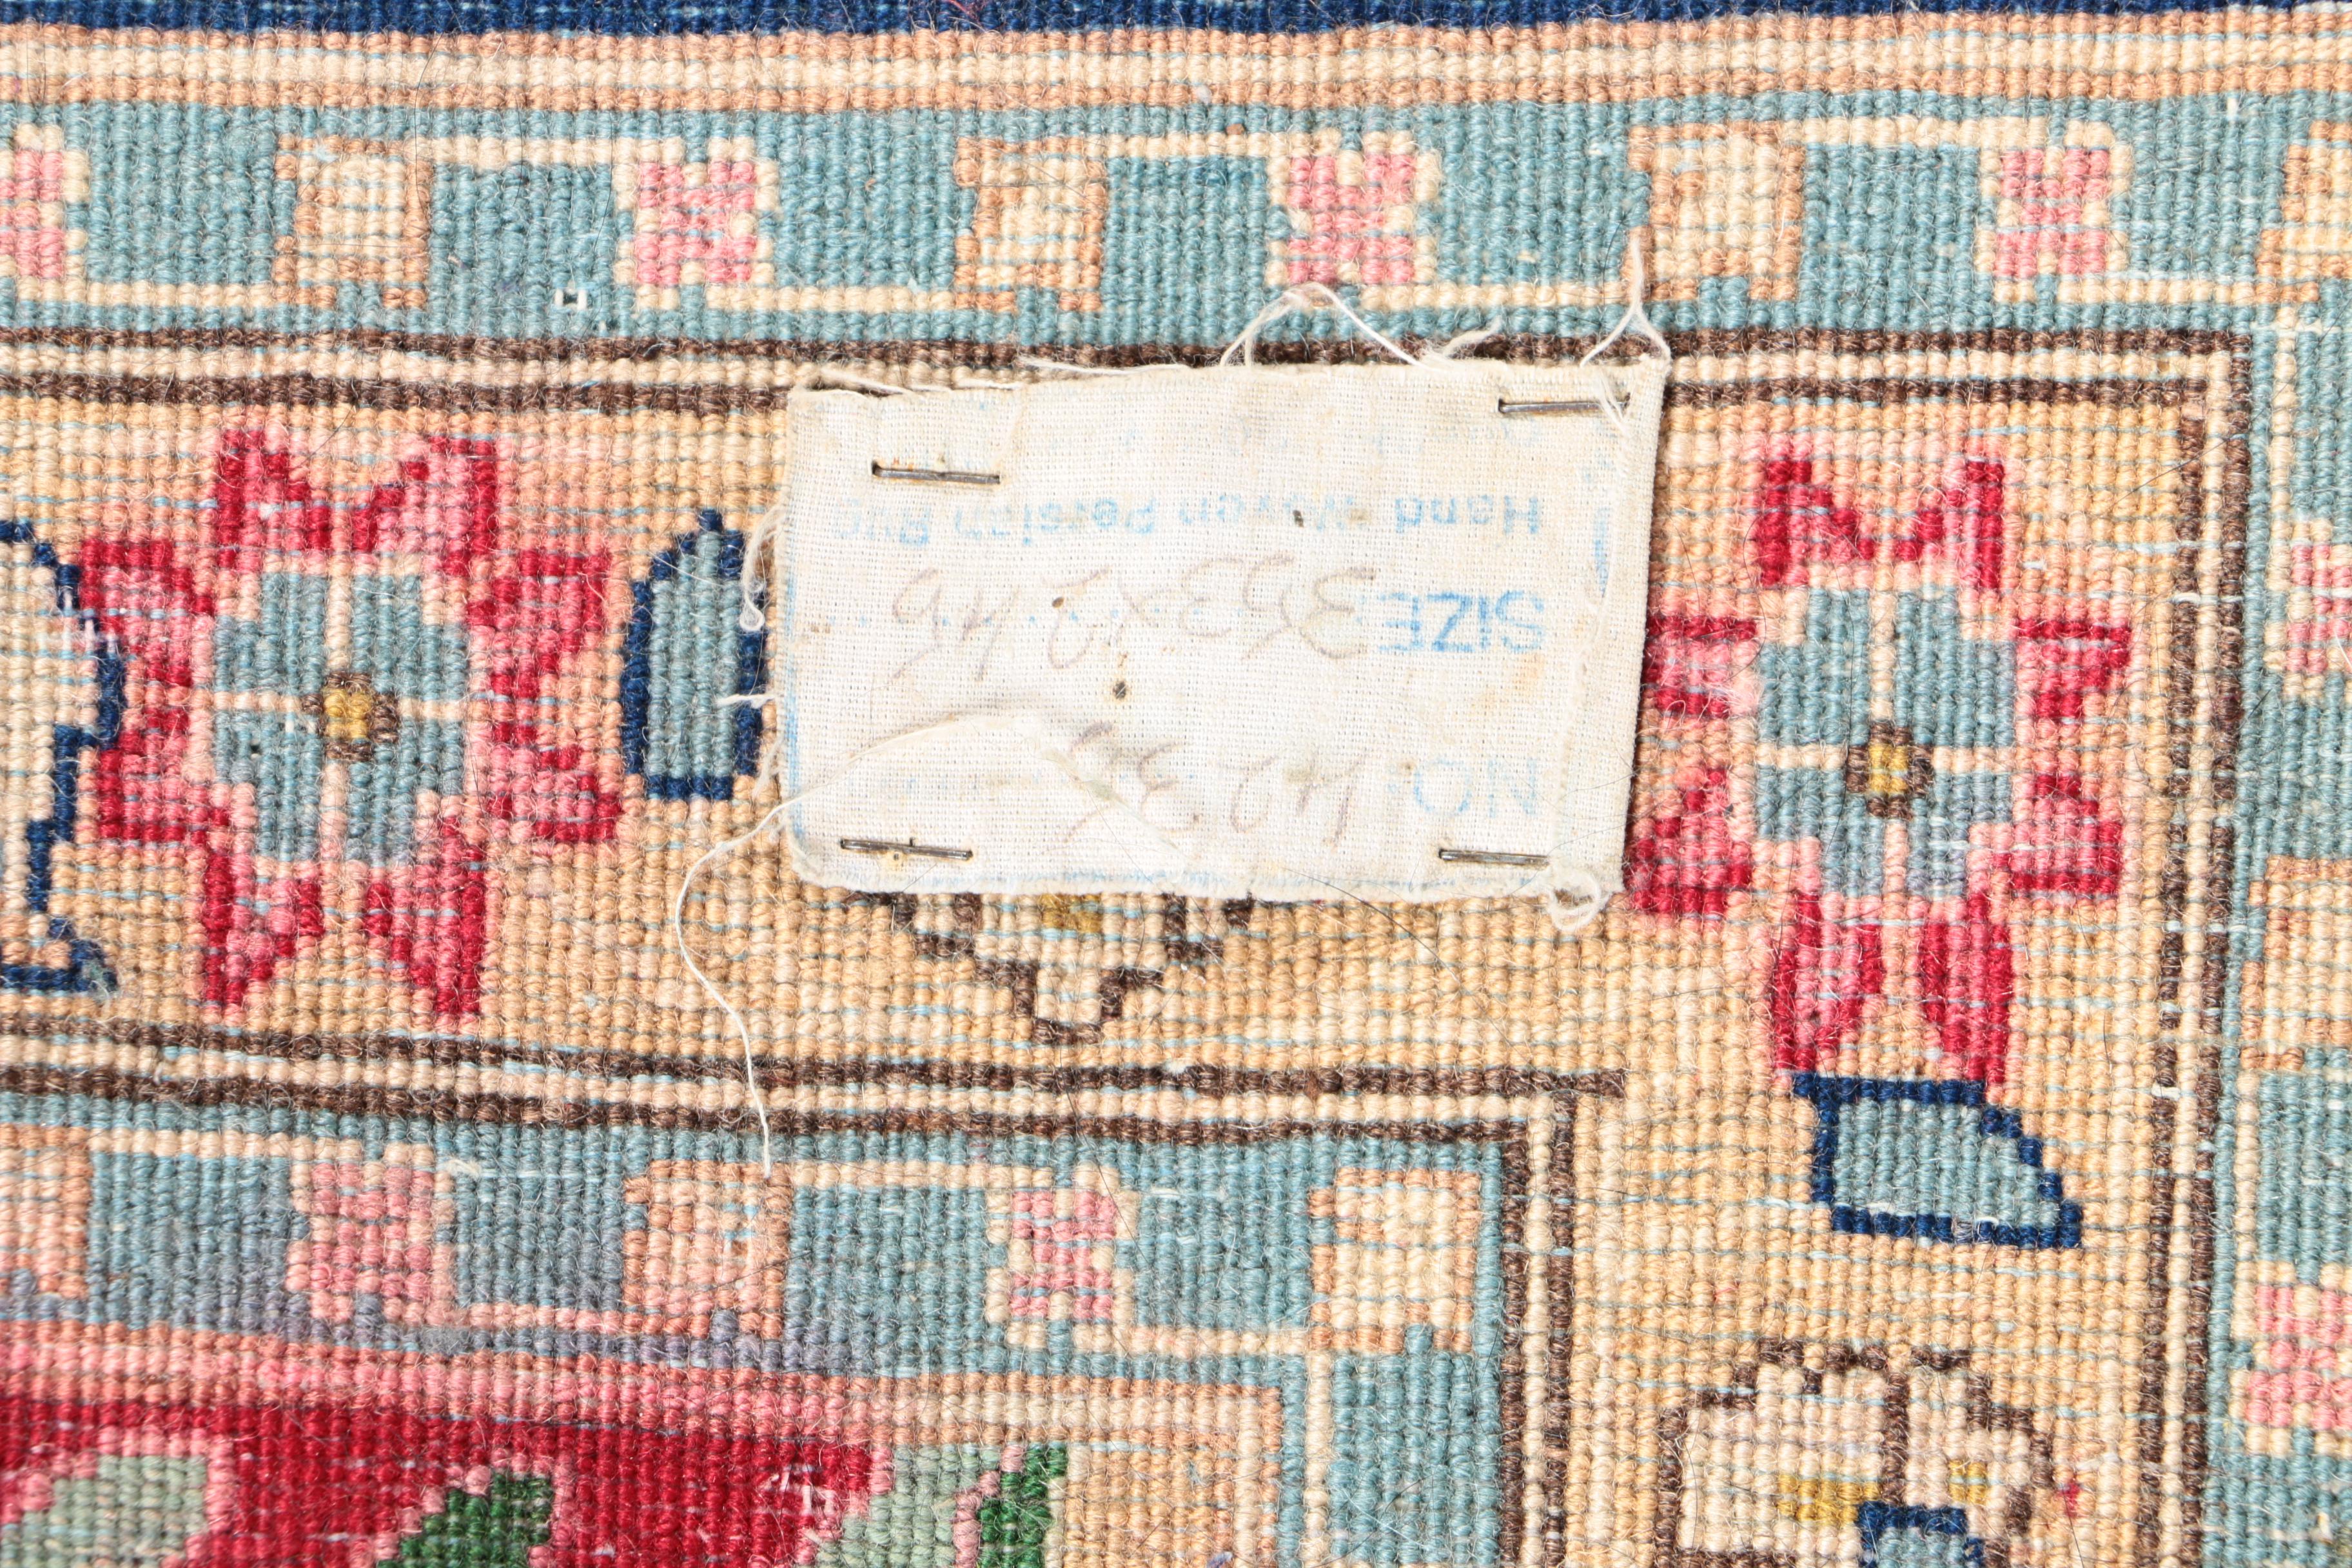 NO:
SIZE 353x246
Hand Woven Persian Rug